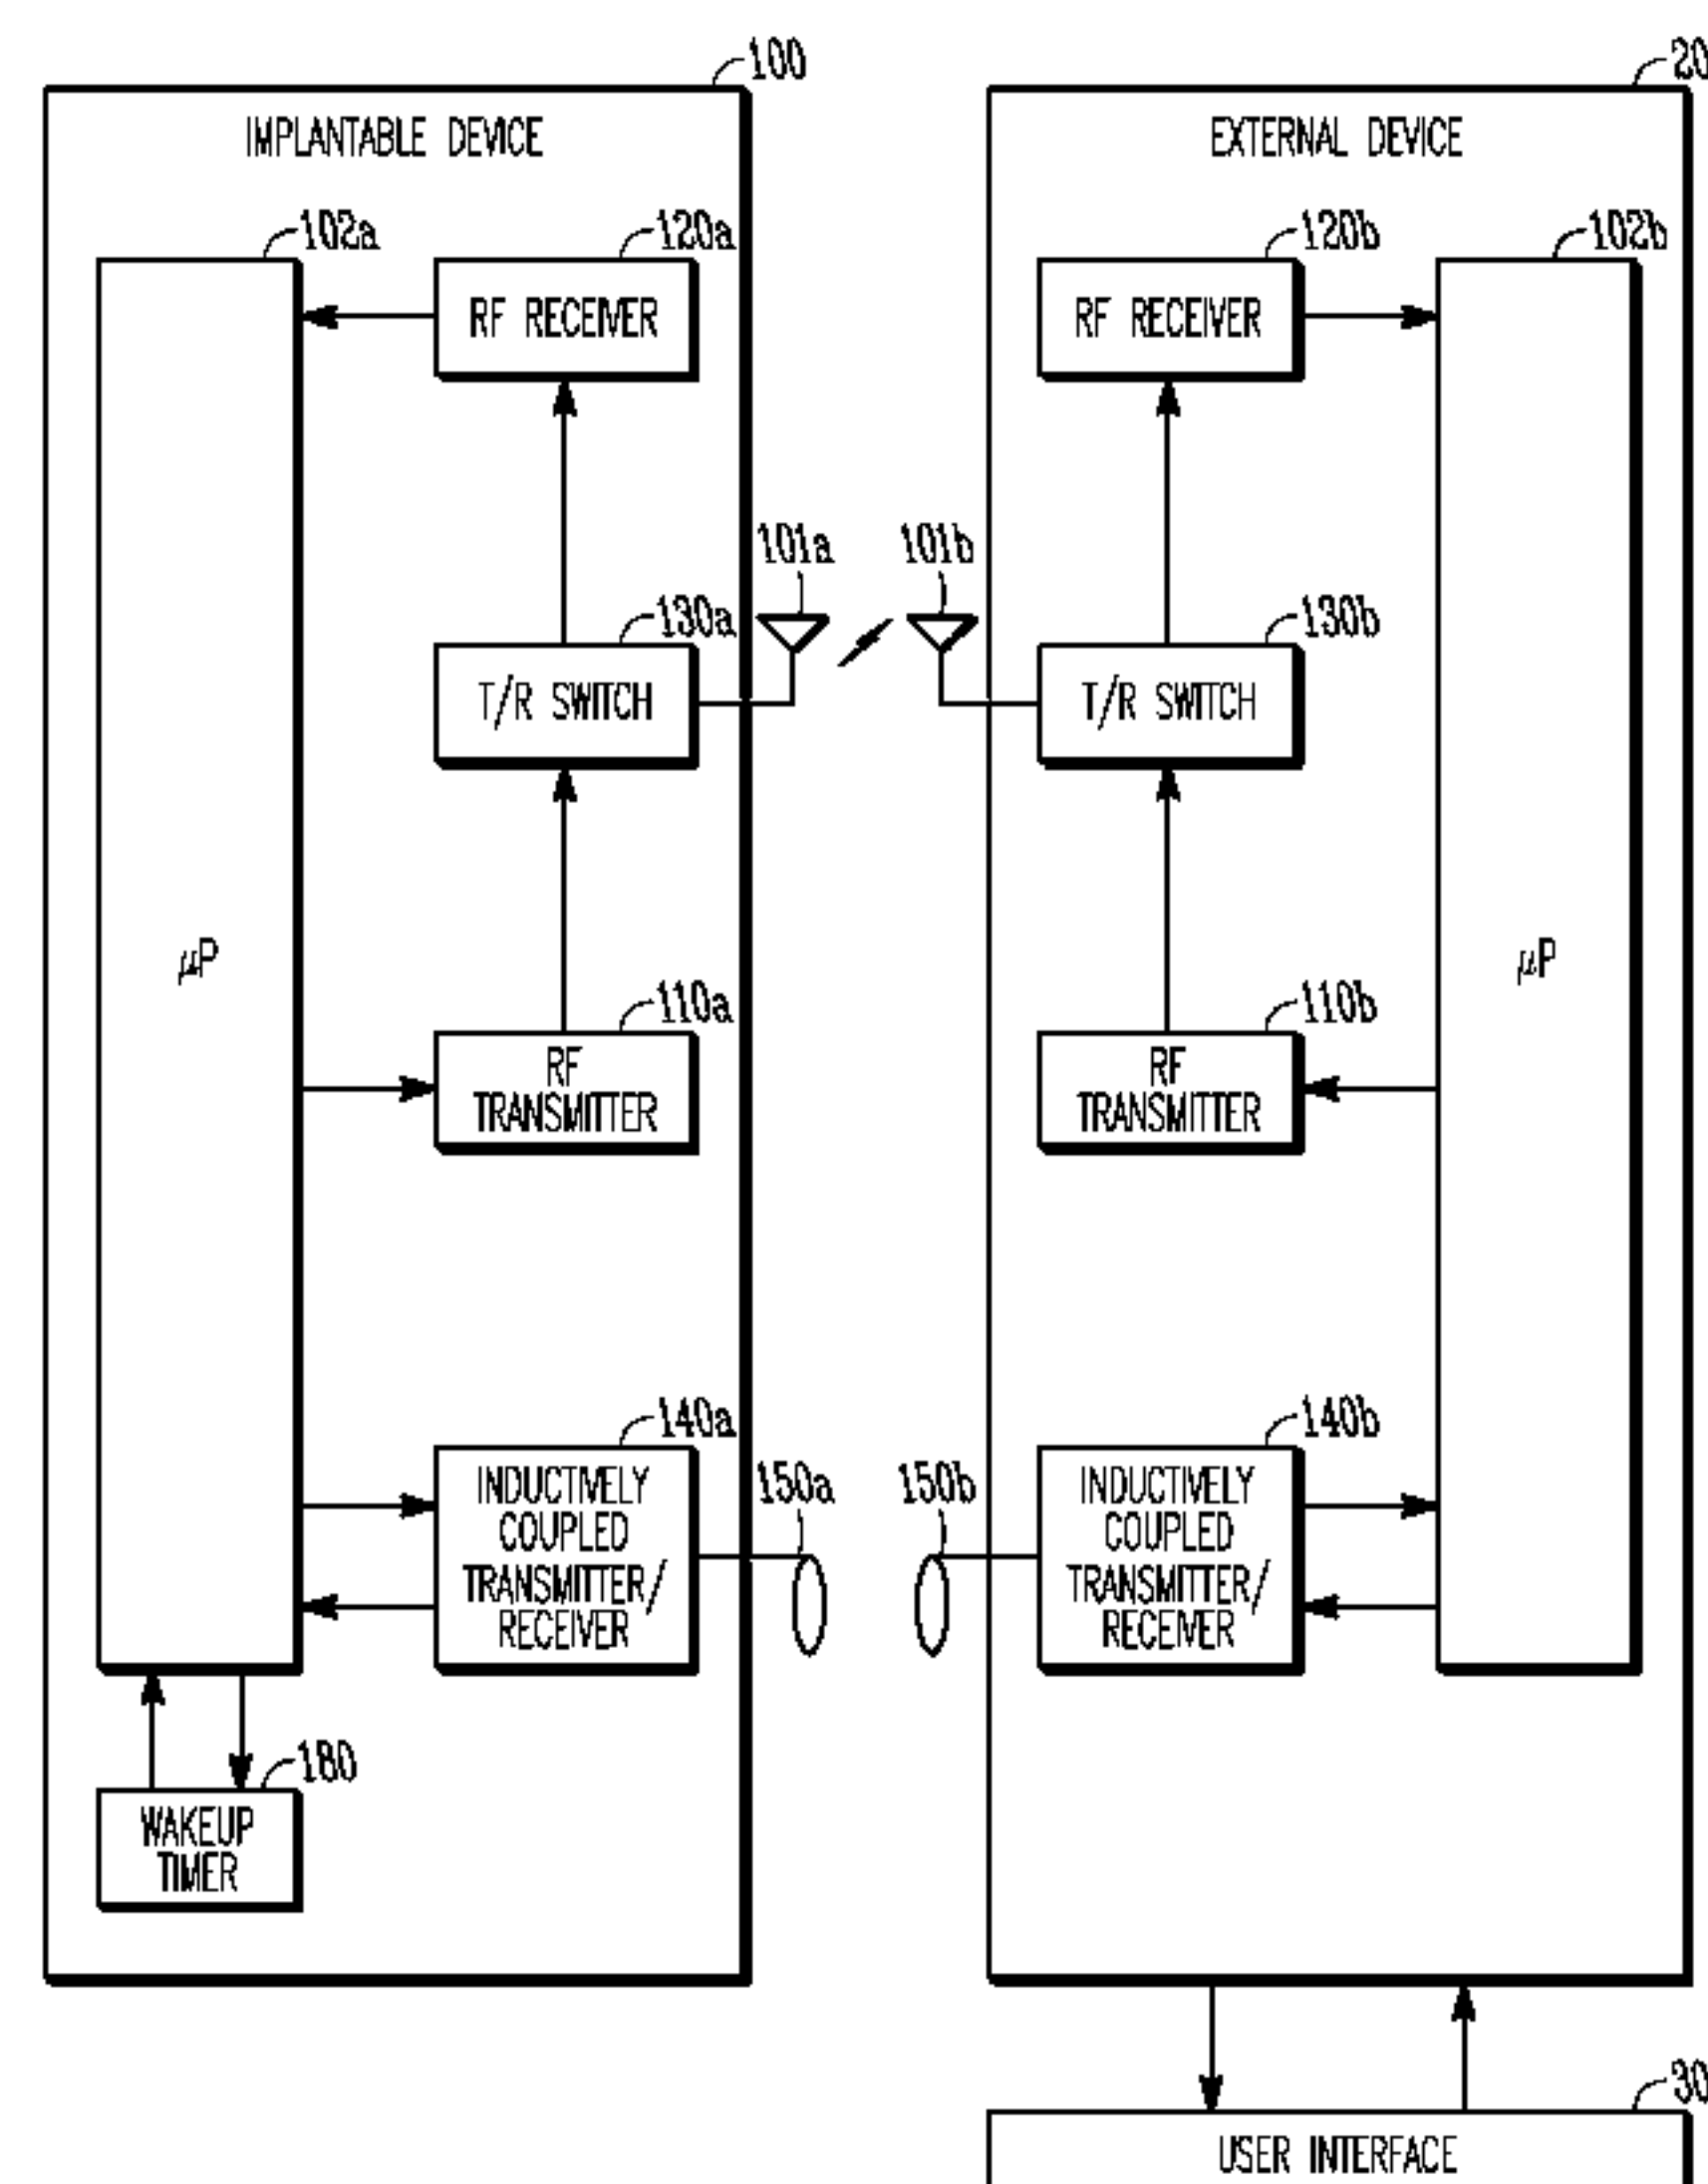 100
20
IMPLANTABLE DEVICE
EXTERNAL DEVICE
102a
120a
120b
102b
RF RECEIVER
RF RECEIVER
101a
101b
130a
130b
T/R SWITCH
T/R SWITCH
µP
µP
110a
110b
RF
TRANSMITTER
RF
TRANSMITTER
140a
140b
150a
150b
INDUCTIVELY
COUPLED
TRANSMITTER/
RECEIVER
INDUCTIVELY
COUPLED
TRANSMITTER/
RECEIVER
180
WAKEUP
TIMER
30
USER INTERFACE